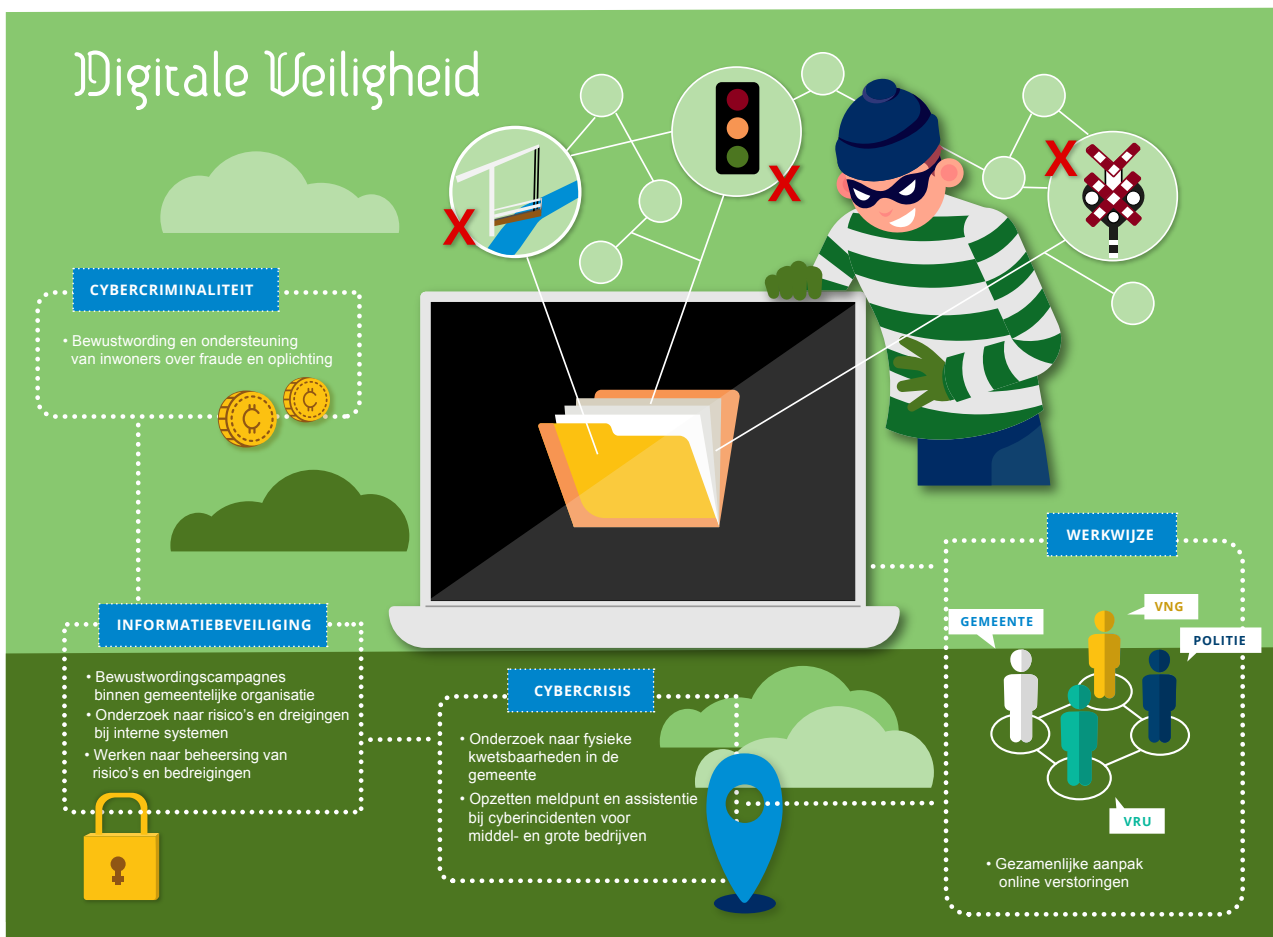 Digitale Veiligheid
X
X
X
CYBERCRIMINALITEIT
• Bewustwording en ondersteuning
van inwoners over fraude en oplichting
INFORMATIEBEVEILIGING
• Bewustwordingscampagnes
binnen gemeentelijke organisatie
• Onderzoek naar risico's en dreigingen
bij interne systemen
• Werken naar beheersing van
risico's en bedreigingen
CYBERCRISIS
• Onderzoek naar fysieke
kwetsbaarheden in de
gemeente
• Opzetten meldpunt en assistentie
bij cyberincidenten voor
middel- en grote bedrijven
WERKWIJZE
GEMEENTE
VNG
POLITIE
VRU
• Gezamenlijke aanpak
online verstoringen